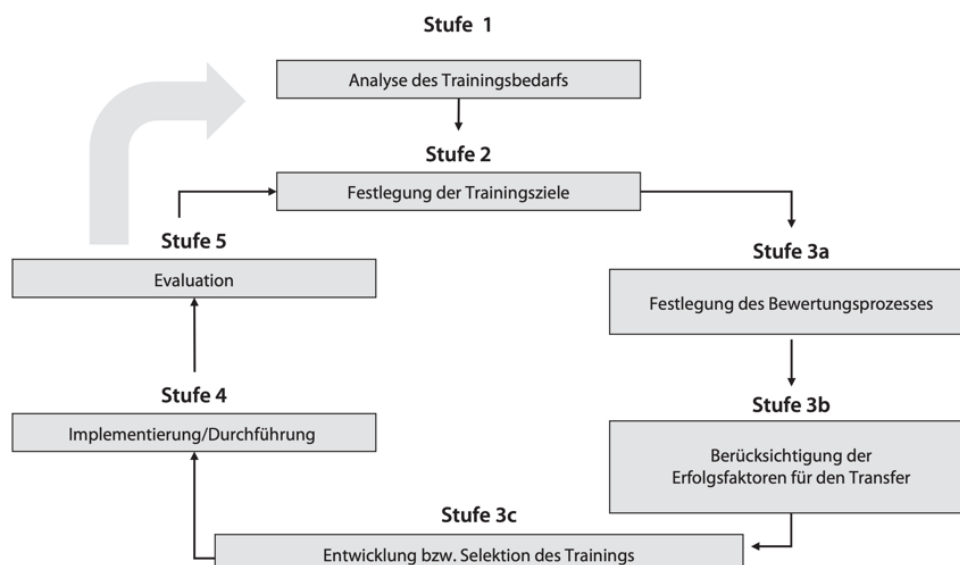 Stufe 1
Analyse des Trainingsbedarfs
Stufe 2
Festlegung der Trainingsziele
Stufe 3a
Festlegung des Bewertungsprozesses
Stufe 3b
Berücksichtigung der
Erfolgsfaktoren für den Transfer
Stufe 3c
Entwicklung bzw. Selektion des Trainings
Stufe 4
Implementierung/Durchführung
Stufe 5
Evaluation